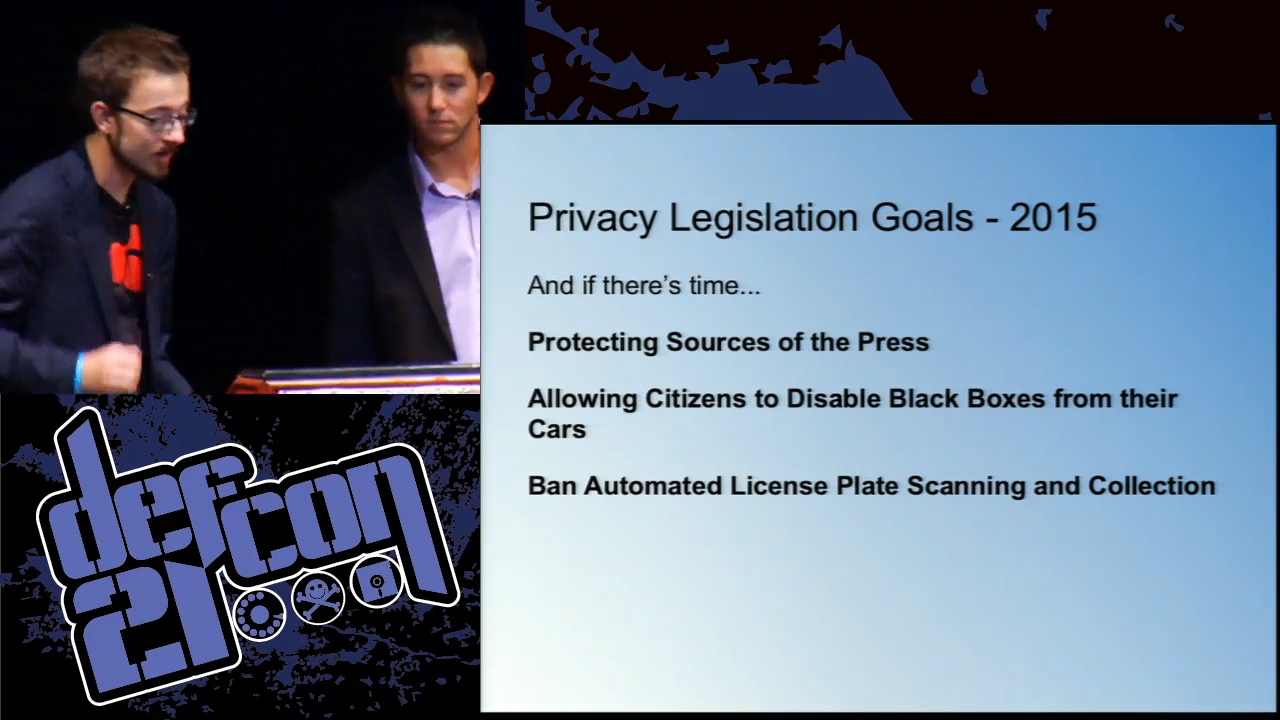 Privacy Legislation Goals - 2015
And if there's time...
Protecting Sources of the Press
Allowing Citizens to Disable Black Boxes from their
Cars
Ban Automated License Plate Scanning and Collection
defcon
21